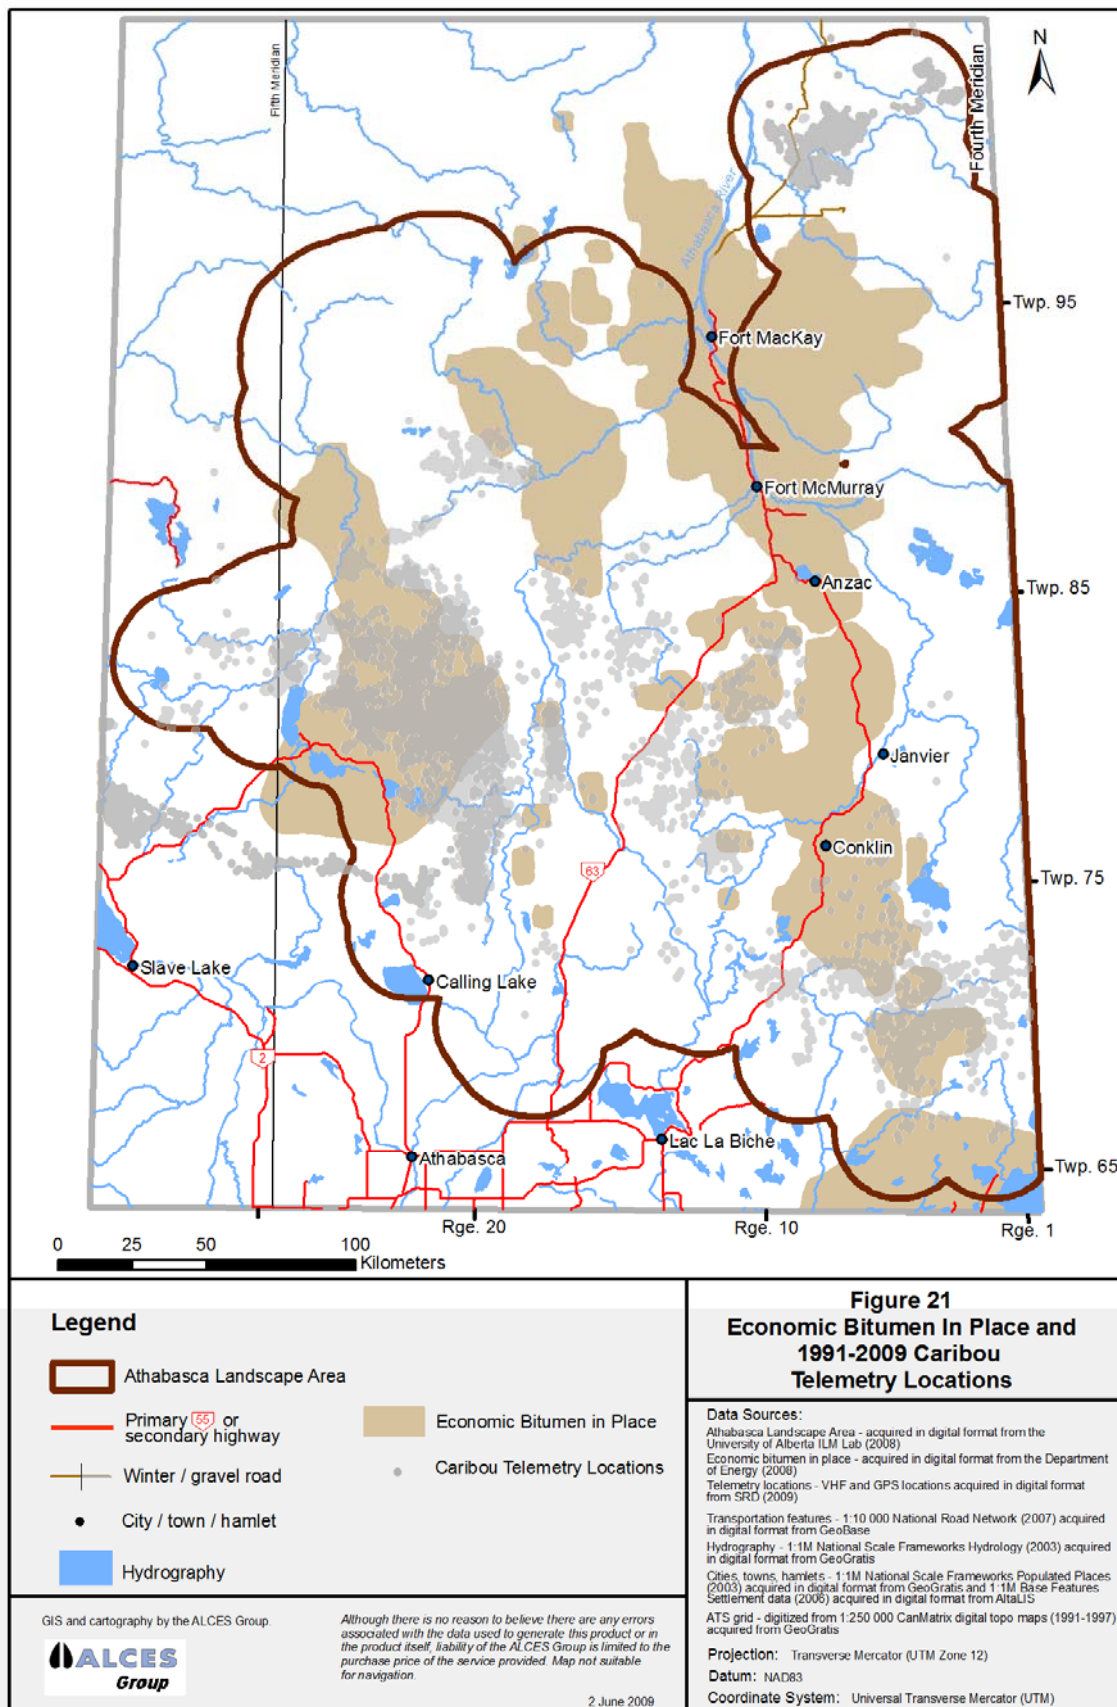 N
Fifth Meridian
Fourth Meridian
Athabasca River
Twp. 95
Fort MacKay
Fort McMurray
Anzac
Twp. 85
Janvier
Conklin
63
Twp. 75
Slave Lake
Calling Lake
2
Lac La Biche
Athabasca
Twp. 65
Rge. 20
Rge. 10
Rge. 1
0 25 50 100
Kilometers
Legend
Athabasca Landscape Area
Primary 55 or
secondary highway
Winter / gravel road
City / town / hamlet
Hydrography
Economic Bitumen in Place
Caribou Telemetry Locations
Figure 21
Economic Bitumen In Place and
1991-2009 Caribou
Telemetry Locations
Data Sources:
Athabasca Landscape Area - acquired in digital format from the
University of Alberta ILM Lab (2008)
Economic bitumen in place - acquired in digital format from the Department
of Energy (2008)
Telemetry locations - VHF and GPS locations acquired in digital format
from SRD (2009)
Transportation features - 1:10 000 National Road Network (2007) acquired
in digital format from GeoBase
Hydrography - 1:1M National Scale Frameworks Hydrology (2003) acquired
in digital format from GeoGratis
Cities, towns, hamlets - 1:1M National Scale Frameworks Populated Places
(2003) acquired in digital format from GeoGratis and 1:1M Base Features
Settlement data (2006) acquired in digital format from AltaLIS
ATS grid - digitized from 1:250 000 CanMatrix digital topo maps (1991-1997)
acquired from GeoGratis
Projection: Transverse Mercator (UTM Zone 12)
Datum: NAD83
Coordinate System: Universal Transverse Mercator (UTM)
GIS and cartography by the ALCES Group.
ALCES
Group
Although there is no reason to believe there are any errors
associated with the data used to generate this product or in
the product itself, liability of the ALCES Group is limited to the
purchase price of the service provided. Map not suitable
for navigation.
2 June 2009